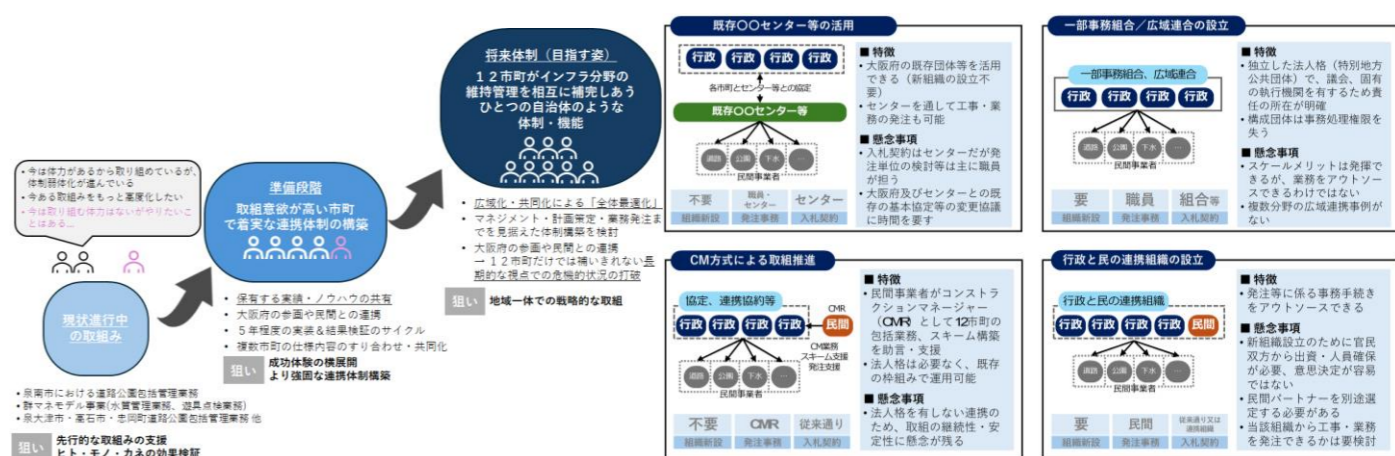 ・今は体力があるから取り組めているが、
体制弱体化が進んでいる
・今ある取組みをもっと高度化したい
・今は取り組む体力はないがやりたいこ
とはある…
現状進行中
の取組み
・泉南市における道路公園包括管理業務
・群マネモデル事業(水質管理業務、遊具点検業務)
・泉大津市・高石市・忠岡町道路公園包括管理業務 他
狙い
先行的な取組みの支援
ヒト・モノ・カネの効果検証
準備段階
取組意欲が高い市町
で着実な連携体制の構築
・保有する実績・ノウハウの共有
・大阪府の参画や民間との連携
・５年程度の実装＆結果検証のサイクル
・複数市町の仕様内容のすり合わせ・共同化
狙い
成功体験の横展開
より強固な連携体制構築
将来体制（目指す姿）
１２市町がインフラ分野の
維持管理を相互に補完しあう
ひとつの自治体のような
体制・機能
・広域化・共同化による「全体最適化」
・マネジメント・計画策定・業務発注ま
でを見据えた体制構築を検討
・大阪府の参画や民間との連携
→ １２市町だけでは補いきれない長
期的な視点での危機的状況の打破
狙い
地域一体での戦略的な取組
既存〇〇センター等の活用
行政 行政 行政 行政
各市町とセンター等との協定
既存〇〇センター等
道路 公園 下水 …
民間事業者
不要 職員・センター センター
組織新設 発注事務 入札契約
■ 特徴
・大阪府の既存団体等を活用
できる（新組織の設立不
要）
・センターを通して工事・業
務の発注も可能
■ 懸念事項
・入札契約はセンターだが発
注単位の検討等は主に職員
が担う
・大阪府及びセンターとの既
存の基本協定等の変更協議
に時間を要す
一部事務組合／広域連合の設立
一部事務組合、広域連合
行政 行政 行政 行政
道路 公園 下水 …
民間事業者
要 職員 組合等
組織新設 発注事務 入札契約
■ 特徴
・独立した法人格（特別地方
公共団体）で、議会、固有
の執行機関を有するため責
任の所在が明確
・構成団体は事務処理権限を
失う
■ 懸念事項
・スケールメリットは発揮で
きるが、業務をアウトソー
スできるわけではない
・複数分野の広域連携事例が
ない
CM方式による取組推進
協定、連携協約等
行政 行政 行政 行政
CMR
民間
CM業務
スキーム支援
発注支援
道路 公園 下水 …
民間事業者
不要 CMR 従来通り
組織新設 発注事務 入札契約
■ 特徴
・民間事業者がコンストラ
クションマネージャー
（CMR）として12市町の
包括業務、スキーム構築
を助言・支援
・法人格は必要なく、既存
の枠組みで運用可能
■ 懸念事項
・法人格を有しない連携の
ため、取組の継続性・安
定性に懸念が残る
行政と民の連携組織の設立
行政と民の連携組織
行政 行政 行政 行政 民間
道路 公園 下水 …
民間事業者
要 民間 従来通り又は連携組織
組織新設 発注事務 入札契約
■ 特徴
・発注等に係る事務手続き
をアウトソースできる
■ 懸念事項
・新組織設立のために官民
双方から出資・人員確保
が必要、意思決定が容易
ではない
・民間パートナーを別途選
定する必要がある
・当該組織から工事・業務
を発注できるかは要検討